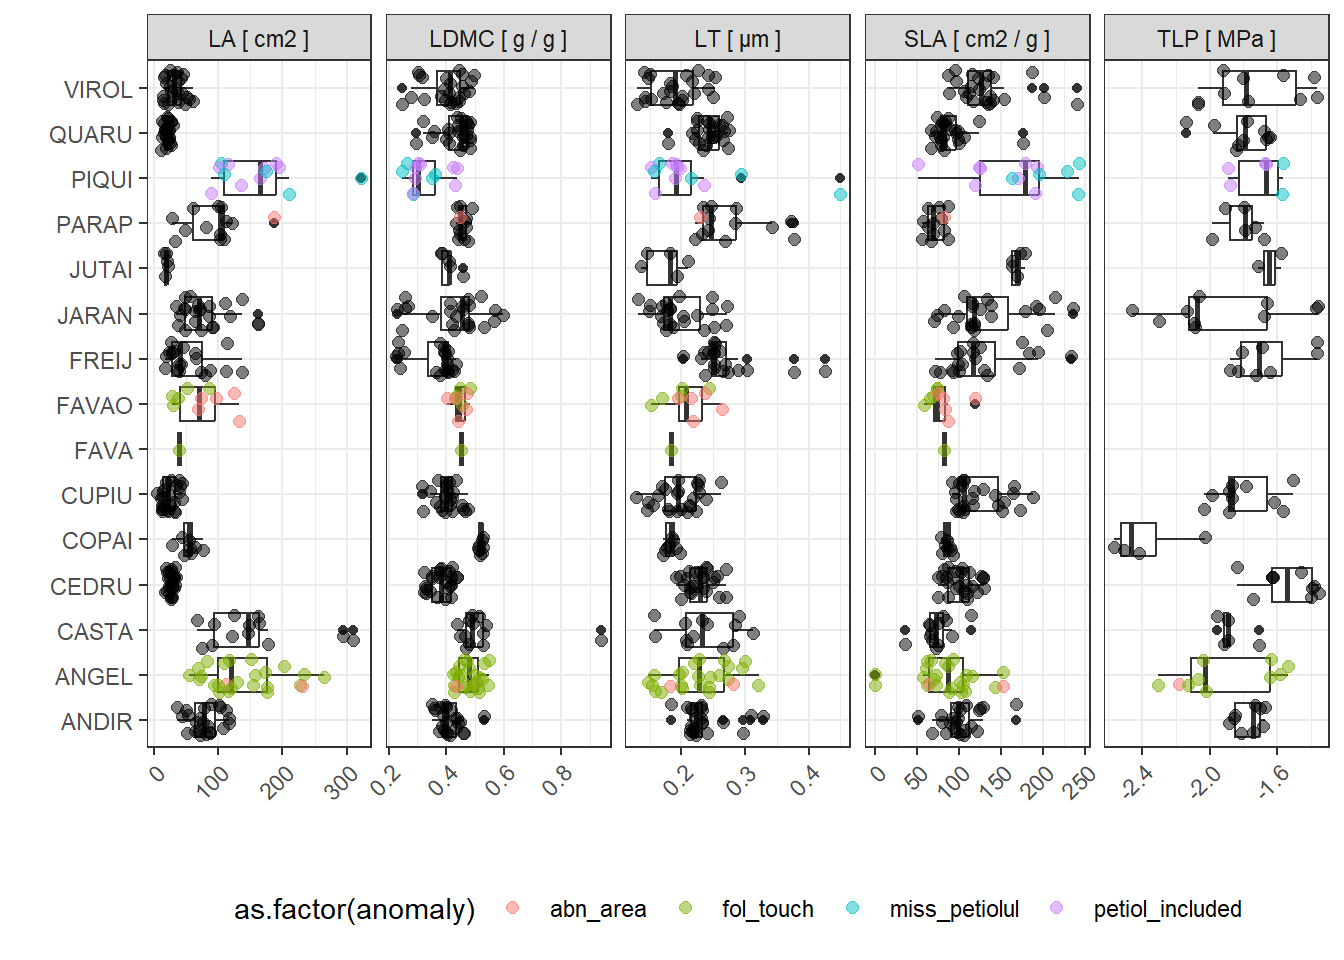 LA [ cm2 ] LDMC [ g / g ] LT [ µm ] SLA [ cm2 / g ] TLP [ MPa ]
VIROL
QUARU
PIQUI
PARAP
JUTAI
JARAN
FREIJ
FAVAO
FAVA
CUPIU
COPAI
CEDRU
CASTA
ANGEL
ANDIR
0 100 200 300 0.2 0.4 0.6 0.8 0.2 0.3 0.4 0 50 100 150 200 250 -2.4 -2.0 -1.6
as.factor(anomaly) abn_area fol_touch miss_petiolul petiol_included